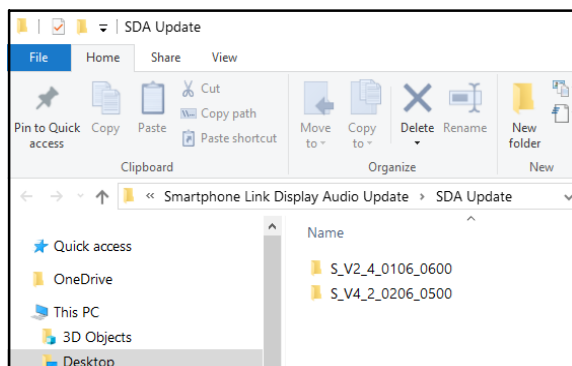 SDA Update
File Home Share View
Pin to Quick access
Copy
Paste
Cut
Copy path
Paste shortcut
Clipboard
Move to
Copy to
Delete
Rename
Organize
New folder
New
« Smartphone Link Display Audio Update › SDA Update
Quick access
OneDrive
This PC
3D Objects
Desktop
Name
S_V2_4_0106_0600
S_V4_2_0206_0500